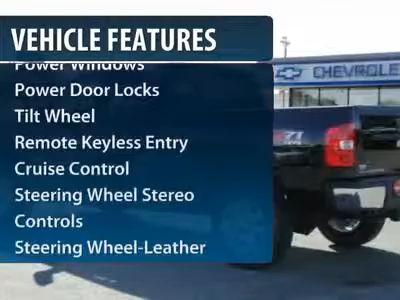 VEHICLE FEATURES
Power Windows
Power Door Locks
Tilt Wheel
Remote Keyless Entry
Cruise Control
Steering Wheel Stereo
Controls
Steering Wheel-Leather
CHEVROLE
Z71